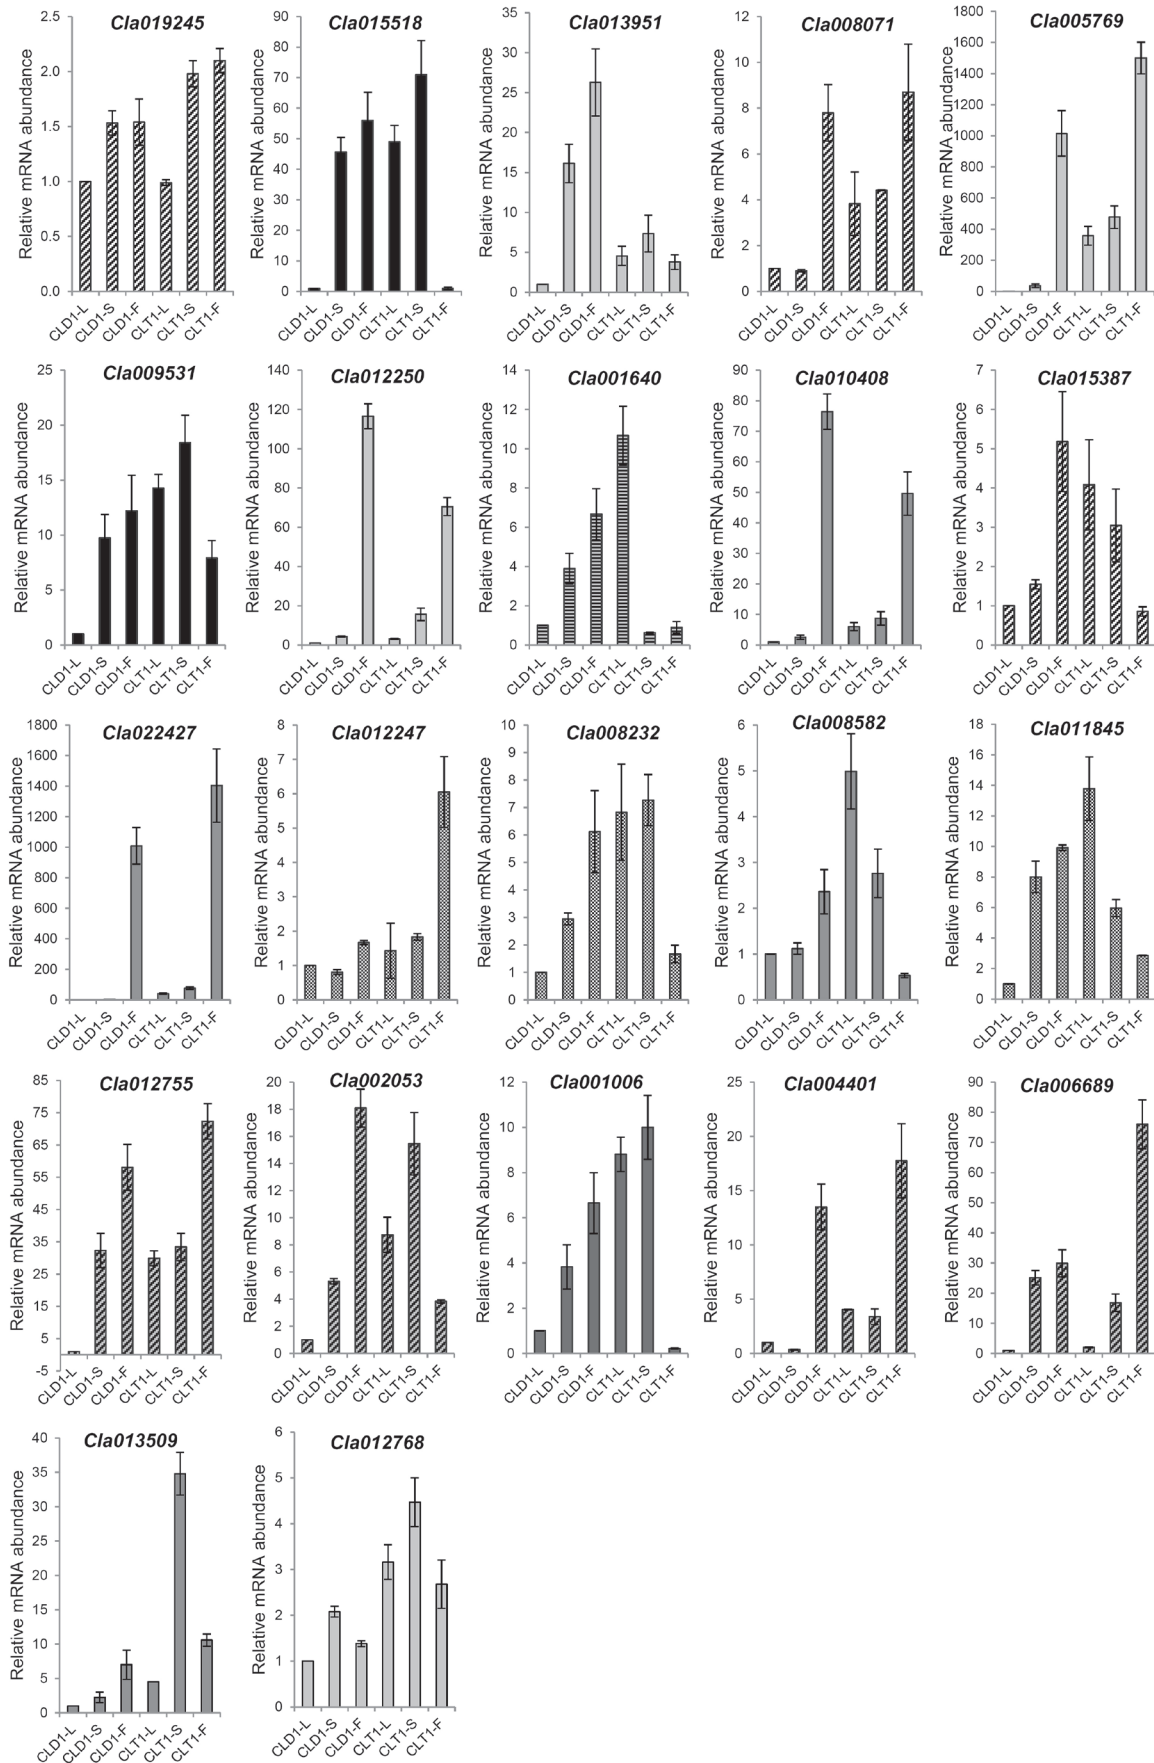 Cla019245
Relative mRNA abundance
2.5
2.0
1.5
1.0
0.5
0.0
CLD1-L CLD1-S CLD1-F CLT1-L CLT1-S CLT1-F
Cla015518
Relative mRNA abundance
90
80
70
60
50
40
30
20
10
0
CLD1-L CLD1-S CLD1-F CLT1-L CLT1-S CLT1-F
Cla013951
Relative mRNA abundance
35
30
25
20
15
10
5
0
CLD1-L CLD1-S CLD1-F CLT1-L CLT1-S CLT1-F
Cla008071
Relative mRNA abundance
12
10
8
6
4
2
0
CLD1-L CLD1-S CLD1-F CLT1-L CLT1-S CLT1-F
Cla005769
Relative mRNA abundance
1800
1600
1400
1200
1000
800
600
400
200
0
CLD1-L CLD1-S CLD1-F CLT1-L CLT1-S CLT1-F
Cla009531
Relative mRNA abundance
25
20
15
10
5
0
CLD1-L CLD1-S CLD1-F CLT1-L CLT1-S CLT1-F
Cla012250
Relative mRNA abundance
140
120
100
80
60
40
20
0
CLD1-L CLD1-S CLD1-F CLT1-L CLT1-S CLT1-F
Cla001640
Relative mRNA abundance
14
12
10
8
6
4
2
0
CLD1-L CLD1-S CLD1-F CLT1-L CLT1-S CLT1-F
Cla010408
Relative mRNA abundance
90
80
70
60
50
40
30
20
10
0
CLD1-L CLD1-S CLD1-F CLT1-L CLT1-S CLT1-F
Cla015387
Relative mRNA abundance
7
6
5
4
3
2
1
0
CLD1-L CLD1-S CLD1-F CLT1-L CLT1-S CLT1-F
Cla022427
Relative mRNA abundance
1800
1600
1400
1200
1000
800
600
400
200
0
CLD1-L CLD1-S CLD1-F CLT1-L CLT1-S CLT1-F
Cla012247
Relative mRNA abundance
8
7
6
5
4
3
2
1
0
CLD1-L CLD1-S CLD1-F CLT1-L CLT1-S CLT1-F
Cla008232
Relative mRNA abundance
10
9
8
7
6
5
4
3
2
1
0
CLD1-L CLD1-S CLD1-F CLT1-L CLT1-S CLT1-F
Cla008582
Relative mRNA abundance
6
5
4
3
2
1
0
CLD1-L CLD1-S CLD1-F CLT1-L CLT1-S CLT1-F
Cla011845
Relative mRNA abundance
18
16
14
12
10
8
6
4
2
0
CLD1-L CLD1-S CLD1-F CLT1-L CLT1-S CLT1-F
Cla012755
Relative mRNA abundance
85
75
65
55
45
35
25
15
5
-5
CLD1-L CLD1-S CLD1-F CLT1-L CLT1-S CLT1-F
Cla002053
Relative mRNA abundance
20
18
16
14
12
10
8
6
4
2
0
CLD1-L CLD1-S CLD1-F CLT1-L CLT1-S CLT1-F
Cla001006
Relative mRNA abundance
12
10
8
6
4
2
0
CLD1-L CLD1-S CLD1-F CLT1-L CLT1-S CLT1-F
Cla004401
Relative mRNA abundance
25
20
15
10
5
0
CLD1-L CLD1-S CLD1-F CLT1-L CLT1-S CLT1-F
Cla006689
Relative mRNA abundance
90
80
70
60
50
40
30
20
10
0
CLD1-L CLD1-S CLD1-F CLT1-L CLT1-S CLT1-F
Cla013509
Relative mRNA abundance
40
35
30
25
20
15
10
5
0
CLD1-L CLD1-S CLD1-F CLT1-L CLT1-S CLT1-F
Cla012768
Relative mRNA abundance
6
5
4
3
2
1
0
CLD1-L CLD1-S CLD1-F CLT1-L CLT1-S CLT1-F